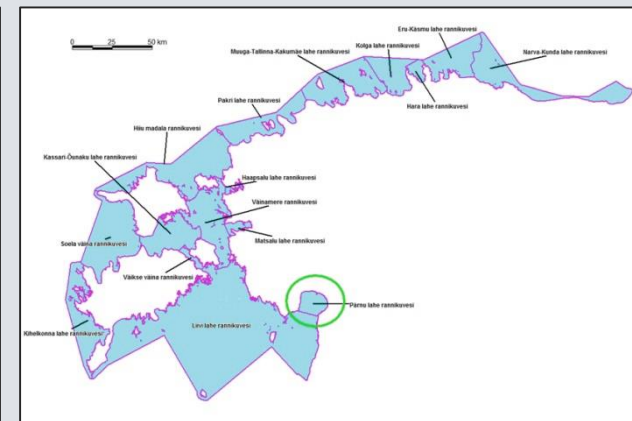 0 25 50 km
Eru-Käsmu lahe rannikuvesi
Kolga lahe rannikuvesi
Muuga-Tallinna-Kakumäe lahe rannikuvesi
Narva-Kunda lahe rannikuvesi
Pakri lahe rannikuvesi
Hara lahe rannikuvesi
Hiiu madala rannikuvesi
Kassari-Õunaku lahe rannikuvesi
Haapsalu lahe rannikuvesi
Väinamere rannikuvesi
Matsalu lahe rannikuvesi
Soela väina rannikuvesi
Väikse väina rannikuvesi
Pärnu lahe rannikuvesi
Liivi lahe rannikuvesi
Kihelkonna lahe rannikuvesi